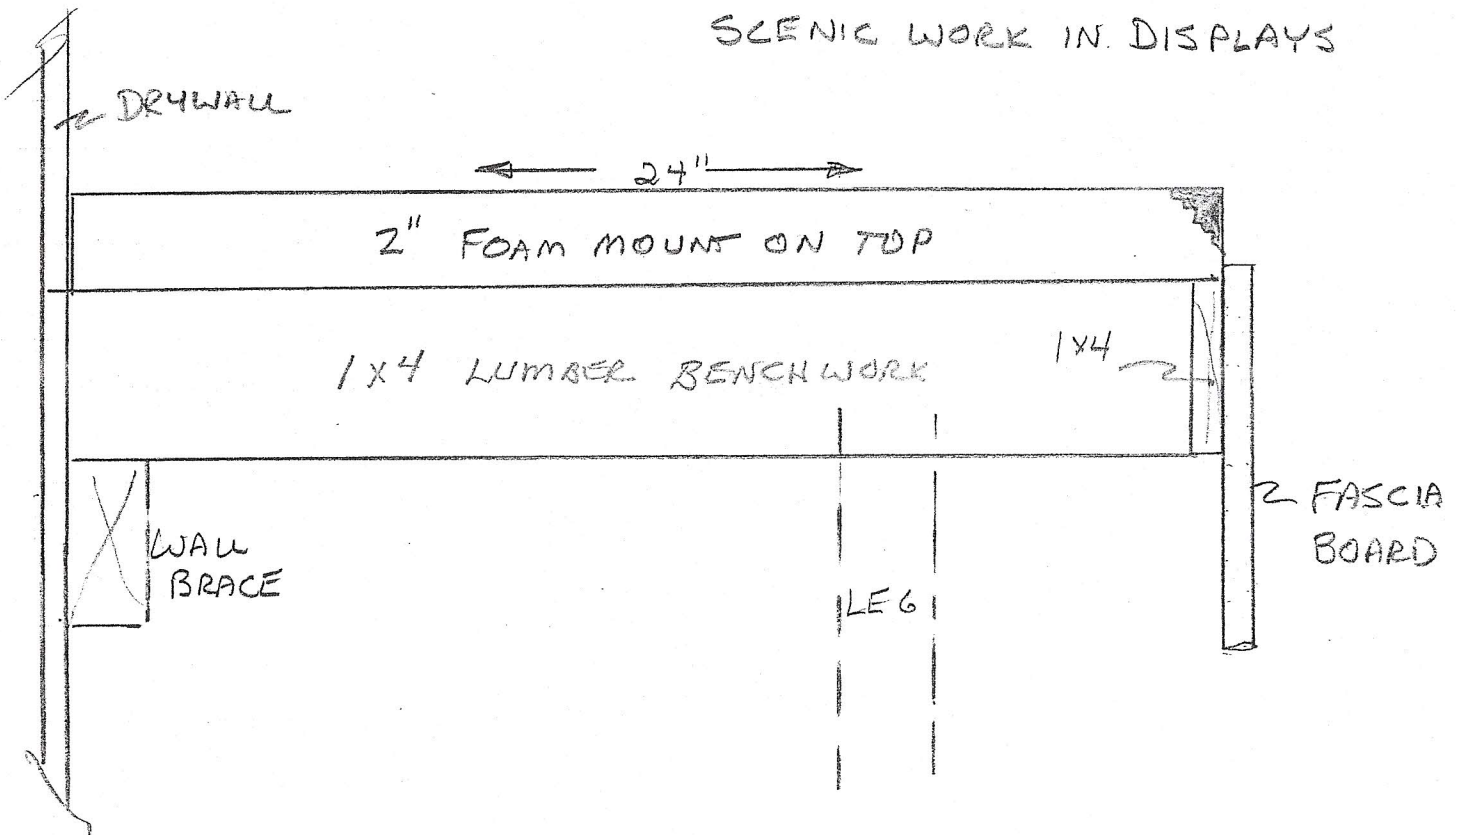 SCENIC WORK IN DISPLAYS
DRYWALL
24"
2" FOAM MOUNT ON TOP
1X4 LUMBER BENCHWORK
1X4
FASCIA
BOARD
WALL
BRACE
LEG